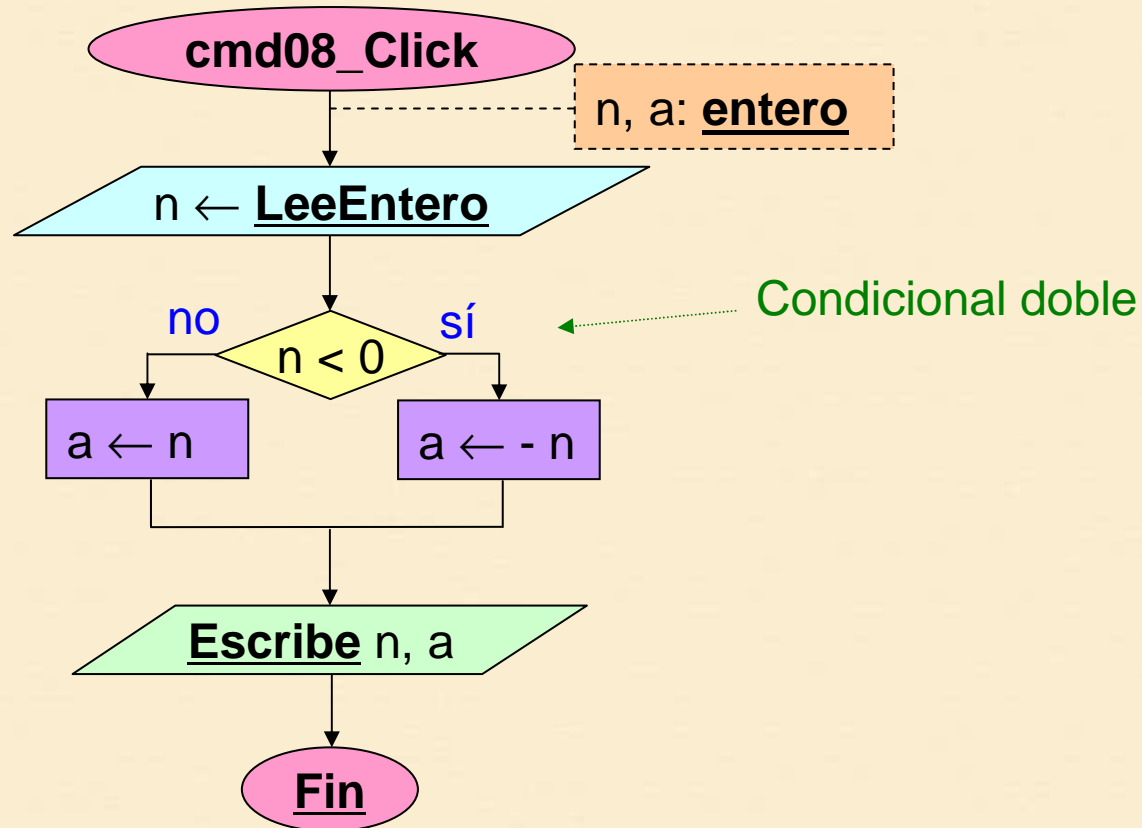 cmd08_Click
n, a: entero
n ← LeeEntero
Condicional doble
no
sí
n < 0
a ← n
a ← - n
Escribe n, a
Fin